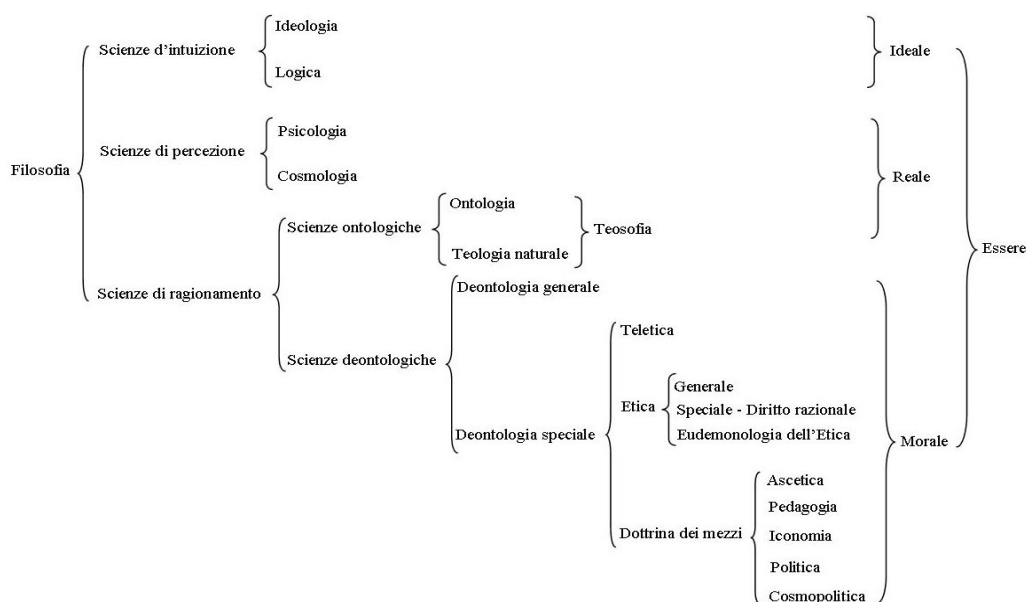 Ideologia
Scienze d'intuizione
Ideale
Logica
Psicologia
Scienze di percezione
Filosofia
Cosmologia
Reale
Ontologia
Scienze ontologiche
Teosofia
Essere
Teologia naturale
Scienze di ragionamento
Deontologia generale
Teletica
Scienze deontologiche
Generale
Etica
Speciale - Diritto razionale
Deontologia speciale
Eudemonologia dell'Etica
Morale
Ascetica
Pedagogia
Dottrina dei mezzi
Iconomia
Politica
Cosmopolitica